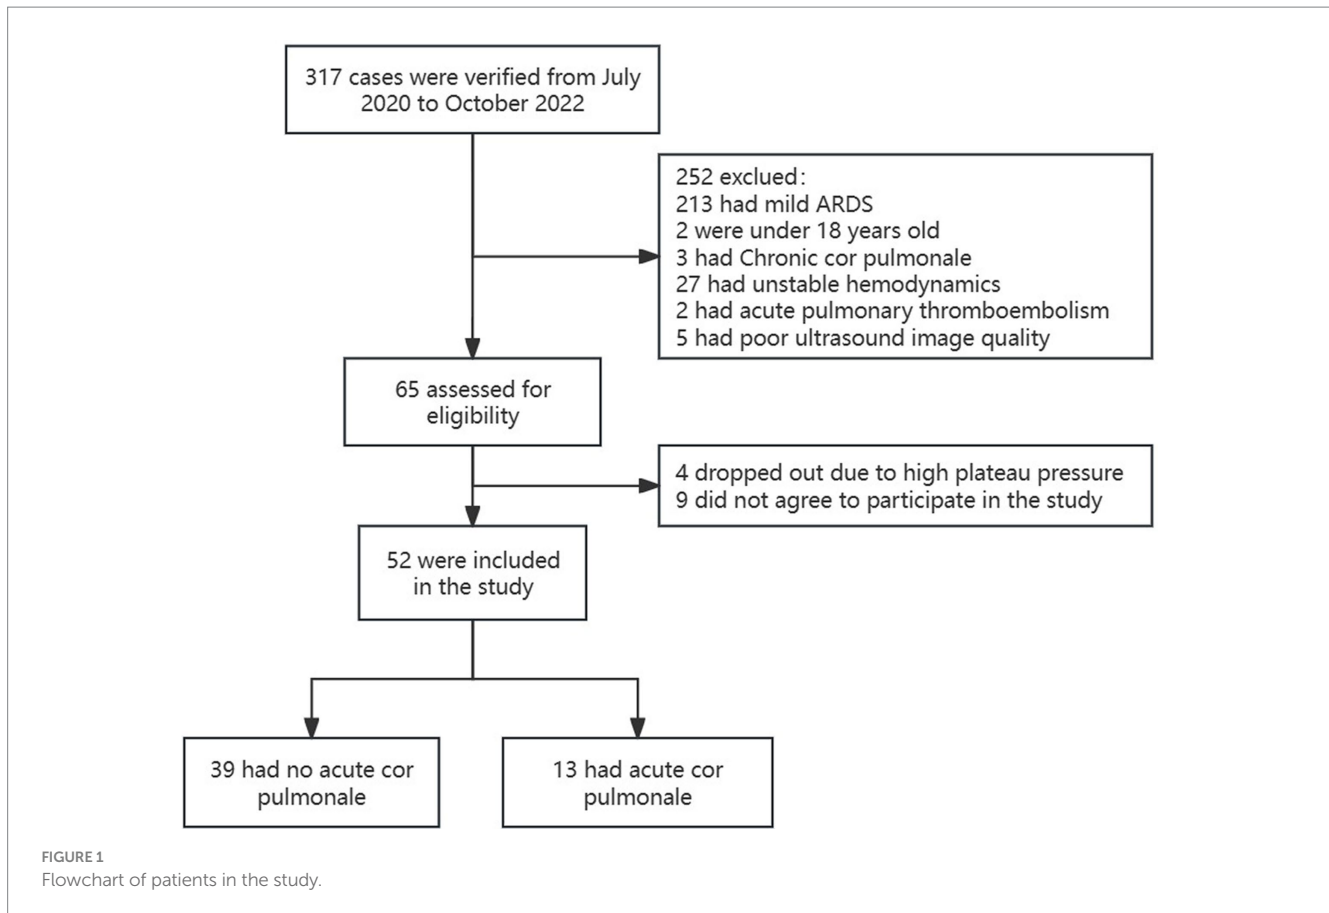 317 cases were verified from July
2020 to October 2022
252 exclued:
213 had mild ARDS
2 were under 18 years old
3 had Chronic cor pulmonale
27 had unstable hemodynamics
2 had acute pulmonary thromboembolism
5 had poor ultrasound image quality
65 assessed for
eligibility
4 dropped out due to high plateau pressure
9 did not agree to participate in the study
52 were included
in the study
39 had no acute cor
pulmonale
13 had acute cor
pulmonale
FIGURE 1
Flowchart of patients in the study.